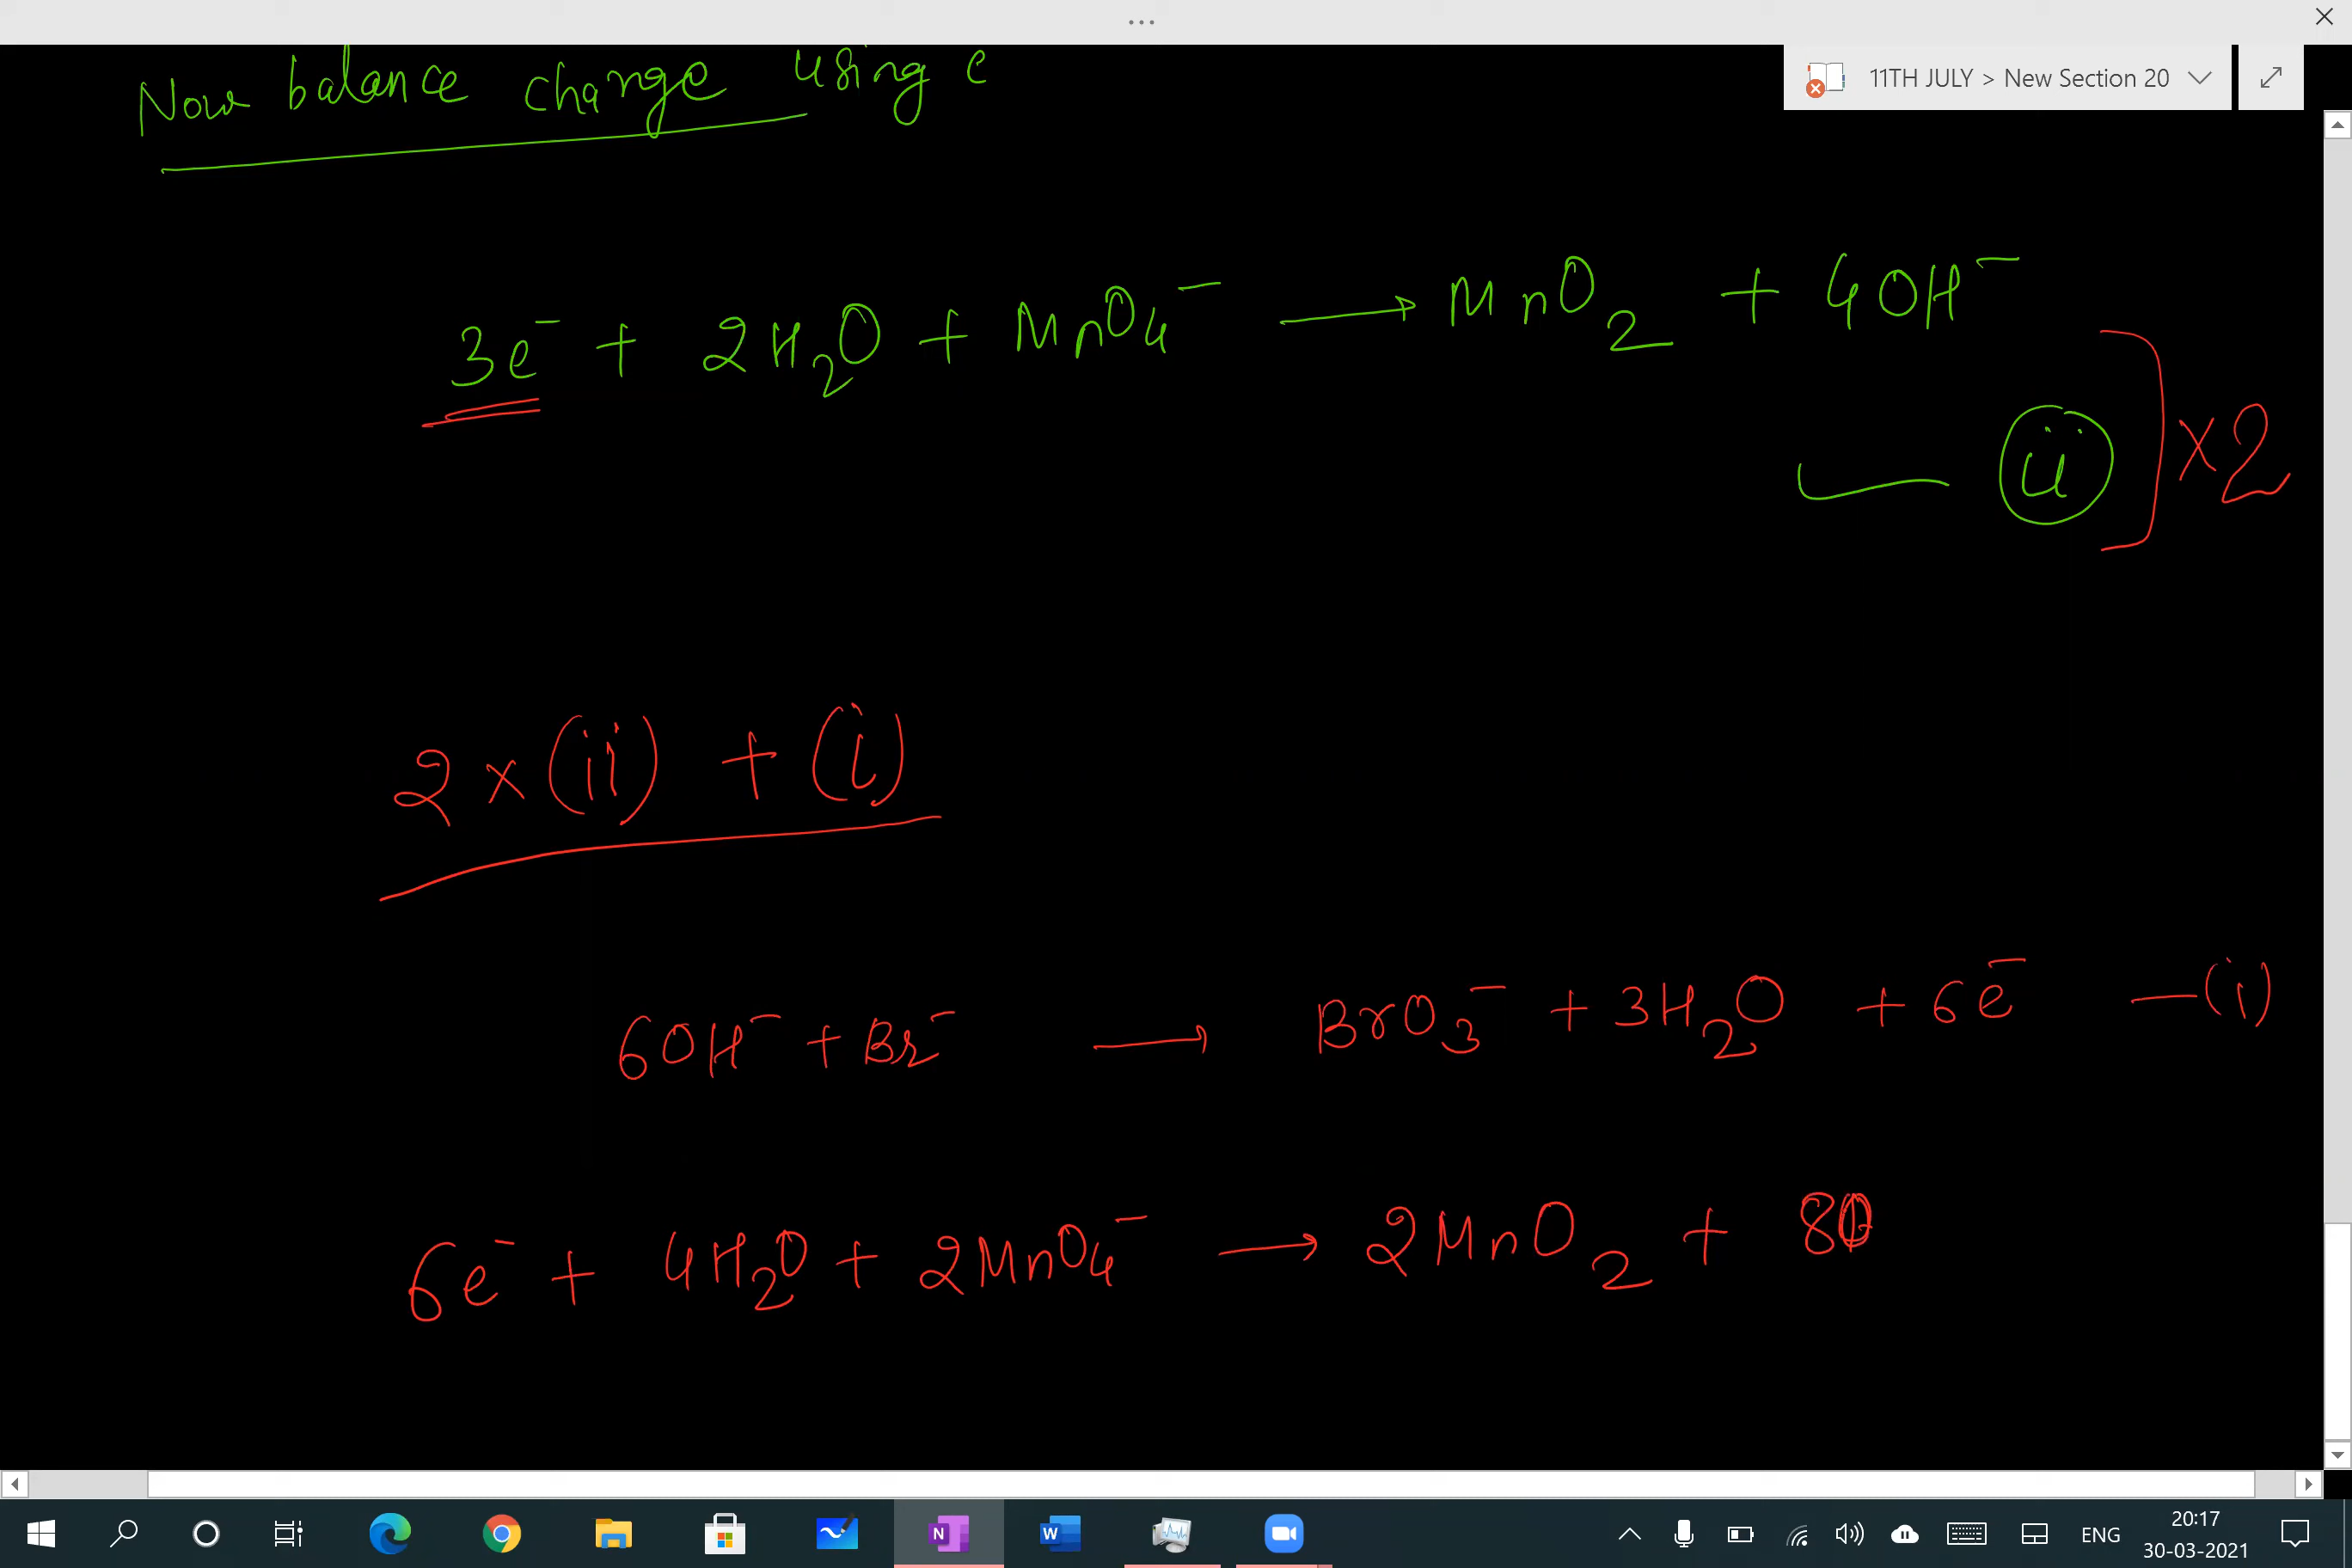 Now balance change using e
11TH JULY > New Section 20
3e⁻ + 2H₂O + MnO₄⁻ → MnO₂ + 4OH⁻
(ii) ×2
2 × (ii) + (i)
6OH⁻ + Br⁻ → BrO₃⁻ + 3H₂O + 6e⁻ —(i)
6e⁻ + 4H₂O + 2MnO₄⁻ → 2MnO₂ + 8O
ENG
20:17
30-03-2021